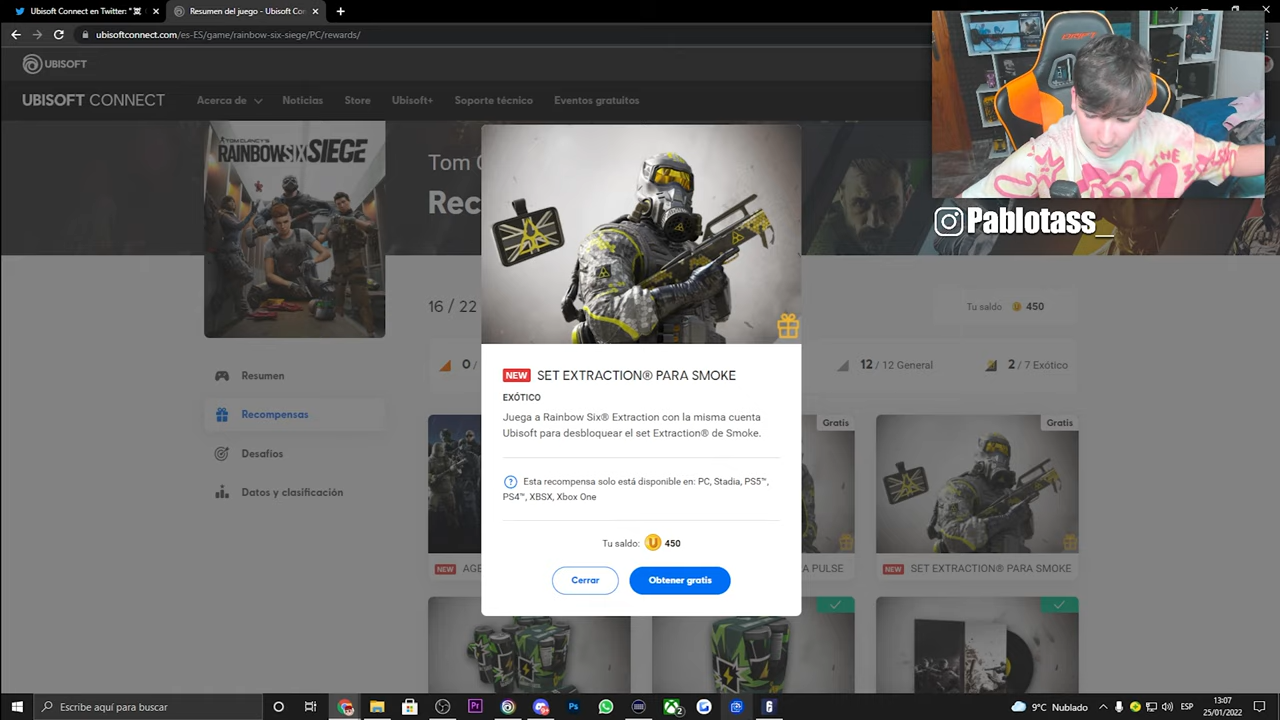 Ubisoft Connect en Twitter: "
Resumen del juego - Ubisoft Con
ubisoftconnect.com/es-ES/game/rainbow-six-siege/PC/rewards/
UBISOFT
UBISOFT CONNECT
Acerca de
Noticias
Store
Ubisoft+
Soporte técnico
Eventos gratuitos
TOM CLANCY'S
RAINBOW SIX SIEGE
Tom C
Rec
Pablotass_
16 / 22
Tu saldo: 450
0 /
12 / 12 General
2 / 7 Exótico
Resumen
Recompensas
Desafíos
Datos y clasificación
NEW SET EXTRACTION® PARA SMOKE
EXÓTICO
Juega a Rainbow Six® Extraction con la misma cuenta
Ubisoft para desbloquear el set Extraction® de Smoke.
Esta recompensa solo está disponible en: PC, Stadia, PS5™,
PS4™, XBSX, Xbox One
Tu saldo: 450
Cerrar
Obtener gratis
Gratis
Gratis
NEW AGE
A PULSE
NEW SET EXTRACTION® PARA SMOKE
Escribe aquí para buscar
9°C Nublado
ESP
13:07
25/01/2022